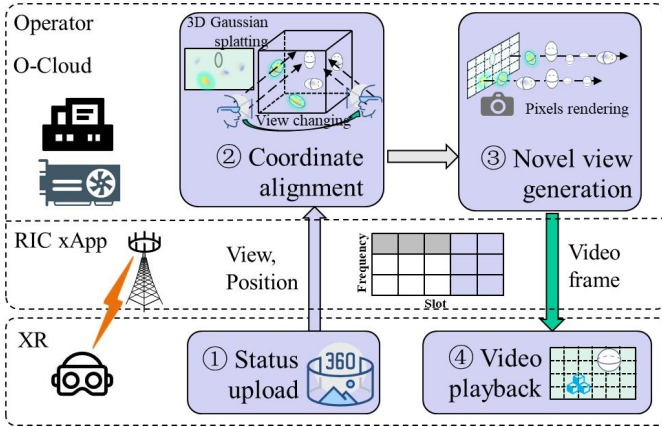 Operator
O-Cloud
3D Gaussian
splatting
View changing
② Coordinate
alignment
Pixels rendering
③ Novel view
generation
RIC xApp
View,
Position
Frequency
Slot
Video
frame
XR
① Status
upload
360
④ Video
playback